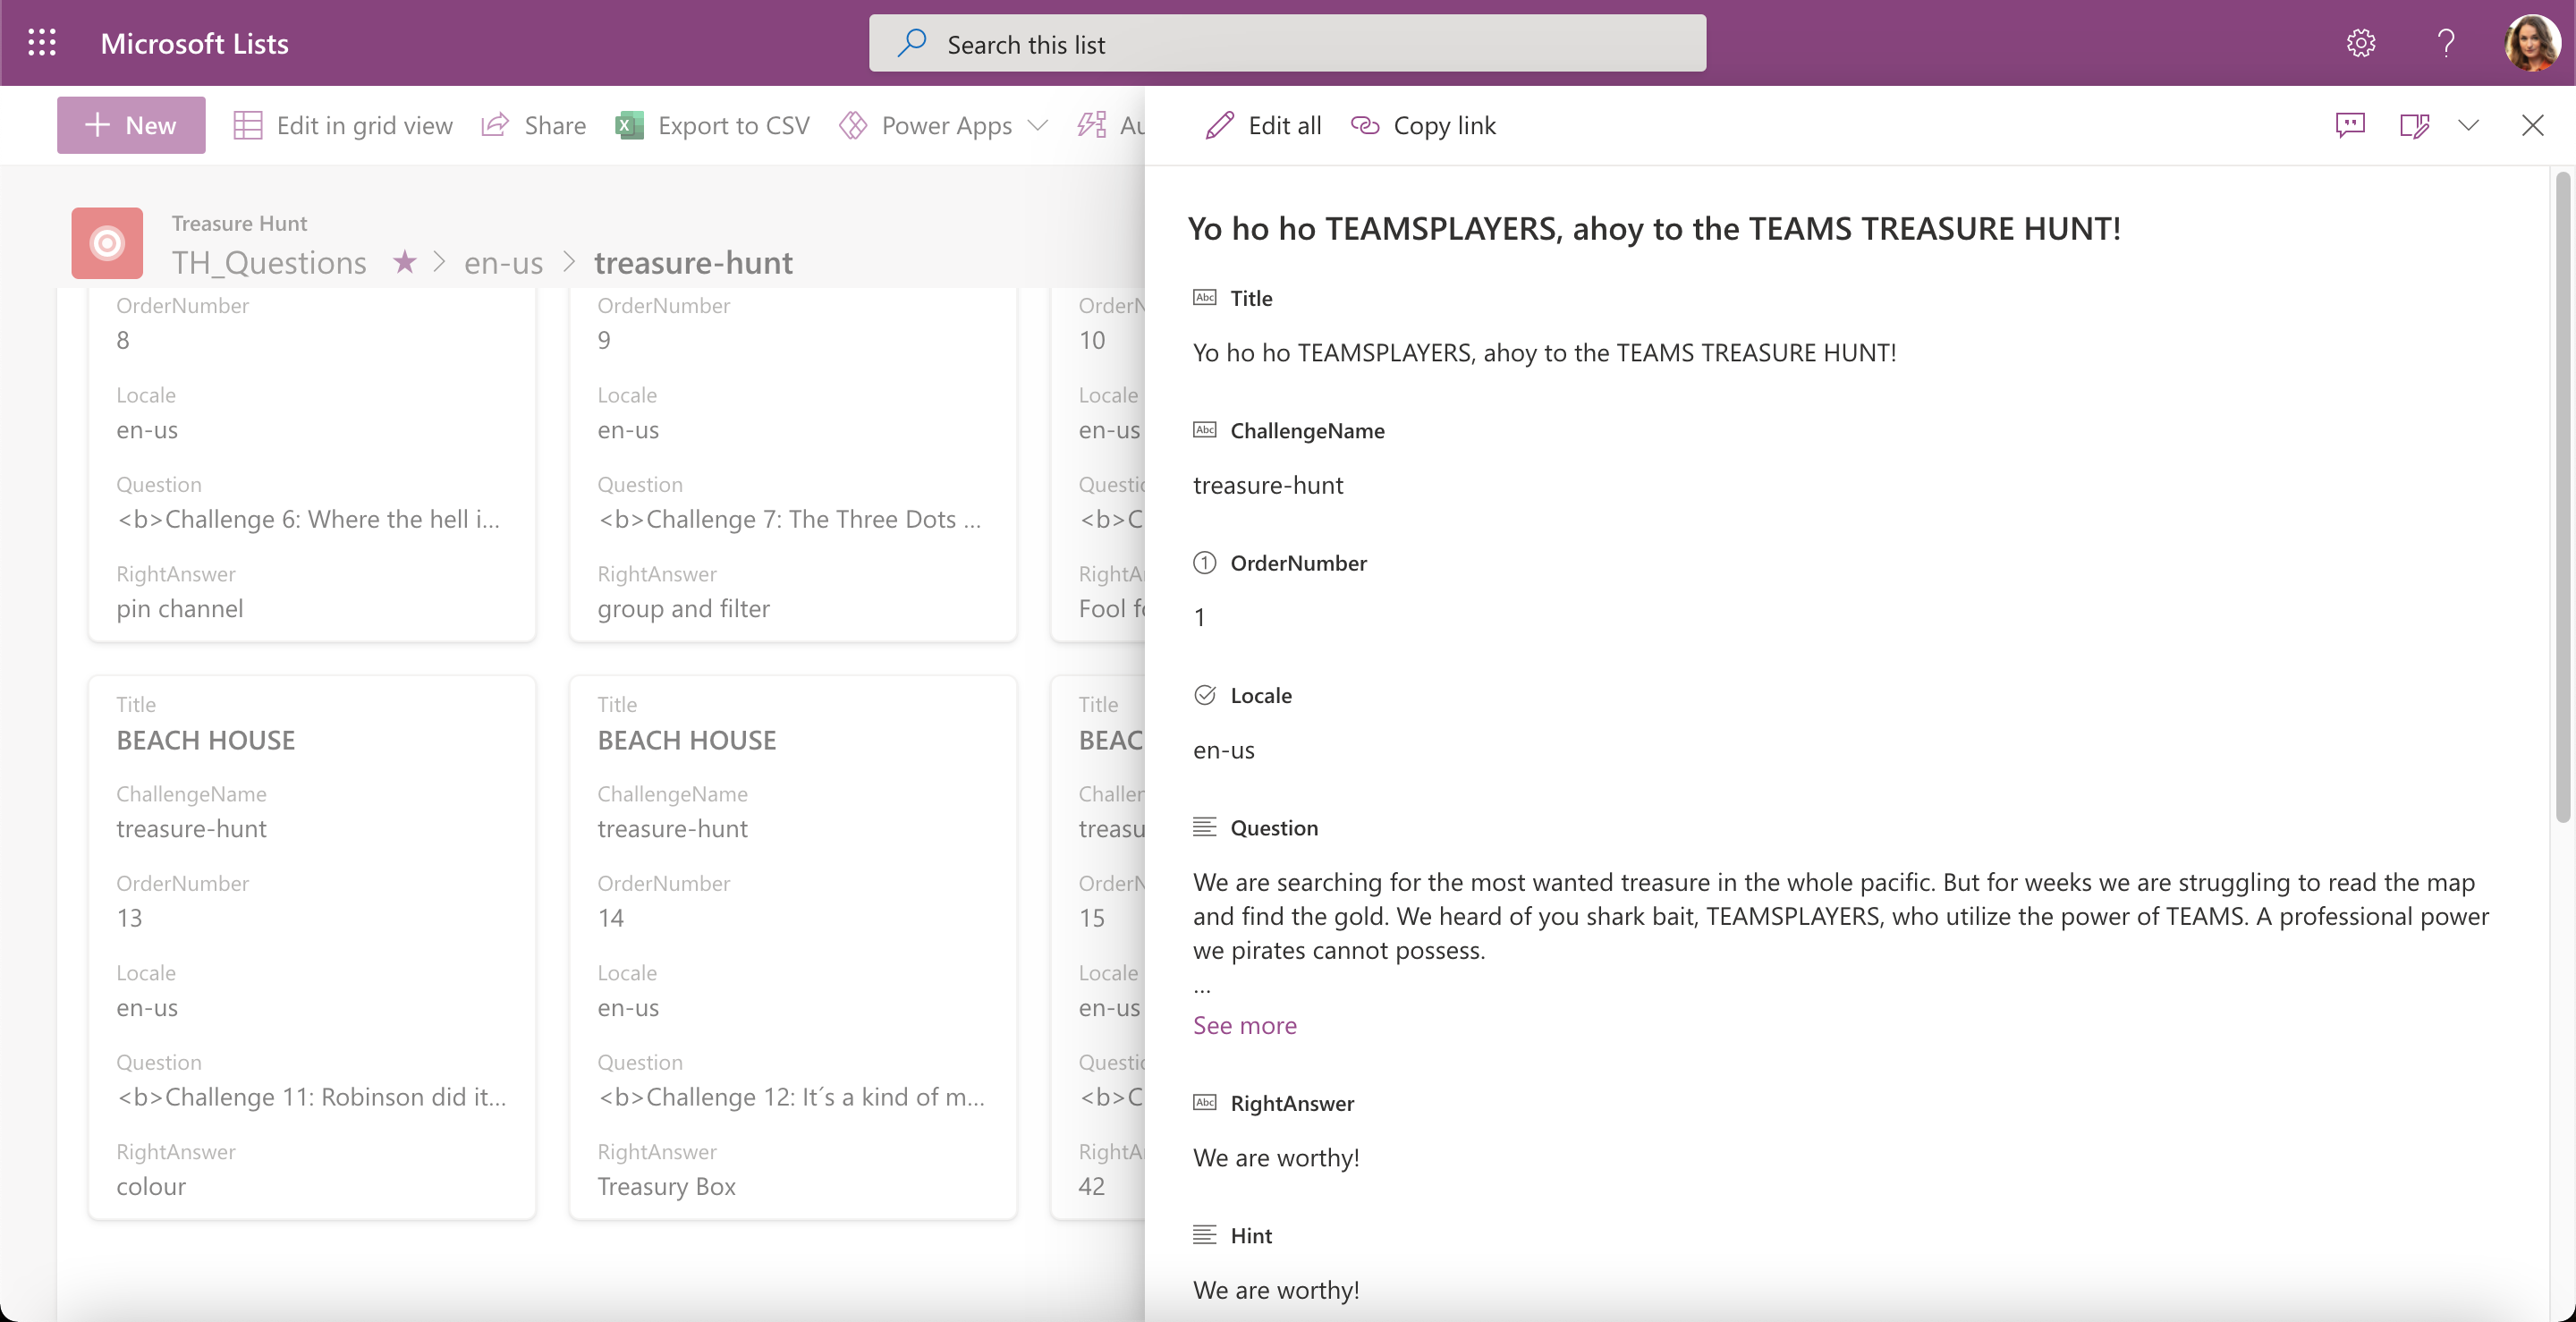 Microsoft Lists
Search this list
New
Edit in grid view
Share
Export to CSV
Power Apps
Edit all
Copy link
Treasure Hunt
TH_Questions
en-us
treasure-hunt
OrderNumber
8
Locale
en-us
Question
<b>Challenge 6: Where the hell i...
RightAnswer
pin channel
OrderNumber
9
Locale
en-us
Question
<b>Challenge 7: The Three Dots ...
RightAnswer
group and filter
10
Locale
en-us
<b>C
Fool
Title
BEACH HOUSE
ChallengeName
treasure-hunt
OrderNumber
13
Locale
en-us
Question
<b>Challenge 11: Robinson did it...
RightAnswer
colour
Title
BEACH HOUSE
ChallengeName
treasure-hunt
OrderNumber
14
Locale
en-us
Question
<b>Challenge 12: It´s a kind of m...
RightAnswer
Treasury Box
Title
15
Locale
en-us
<b>C
42
Yo ho ho TEAMSPLAYERS, ahoy to the TEAMS TREASURE HUNT!
Abc Title
Yo ho ho TEAMSPLAYERS, ahoy to the TEAMS TREASURE HUNT!
Abc ChallengeName
treasure-hunt
1 OrderNumber
1
Locale
en-us
Question
We are searching for the most wanted treasure in the whole pacific. But for weeks we are struggling to read the map
and find the gold. We heard of you shark bait, TEAMSPLAYERS, who utilize the power of TEAMS. A professional power
we pirates cannot possess.
...
See more
Abc RightAnswer
We are worthy!
Hint
We are worthy!